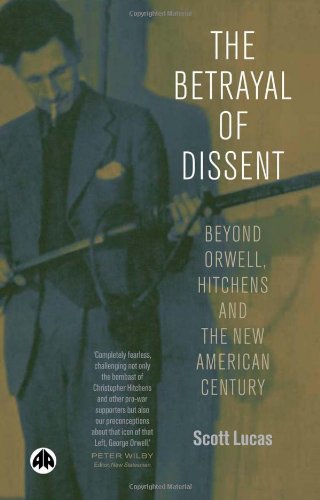 THE
BETRAYAL
OF
DISSENT
BEYOND
ORWELL,
HITCHENS
AND
THE NEW
AMERICAN
CENTURY
'Completely fearless,
challenging not only
the bombast of
Christopher Hitchens
and other pro-war
supporters but also
our preconceptions
about that icon of that
Left, George Orwell.'
PETER WILBY
Editor, New Statesman
Scott Lucas